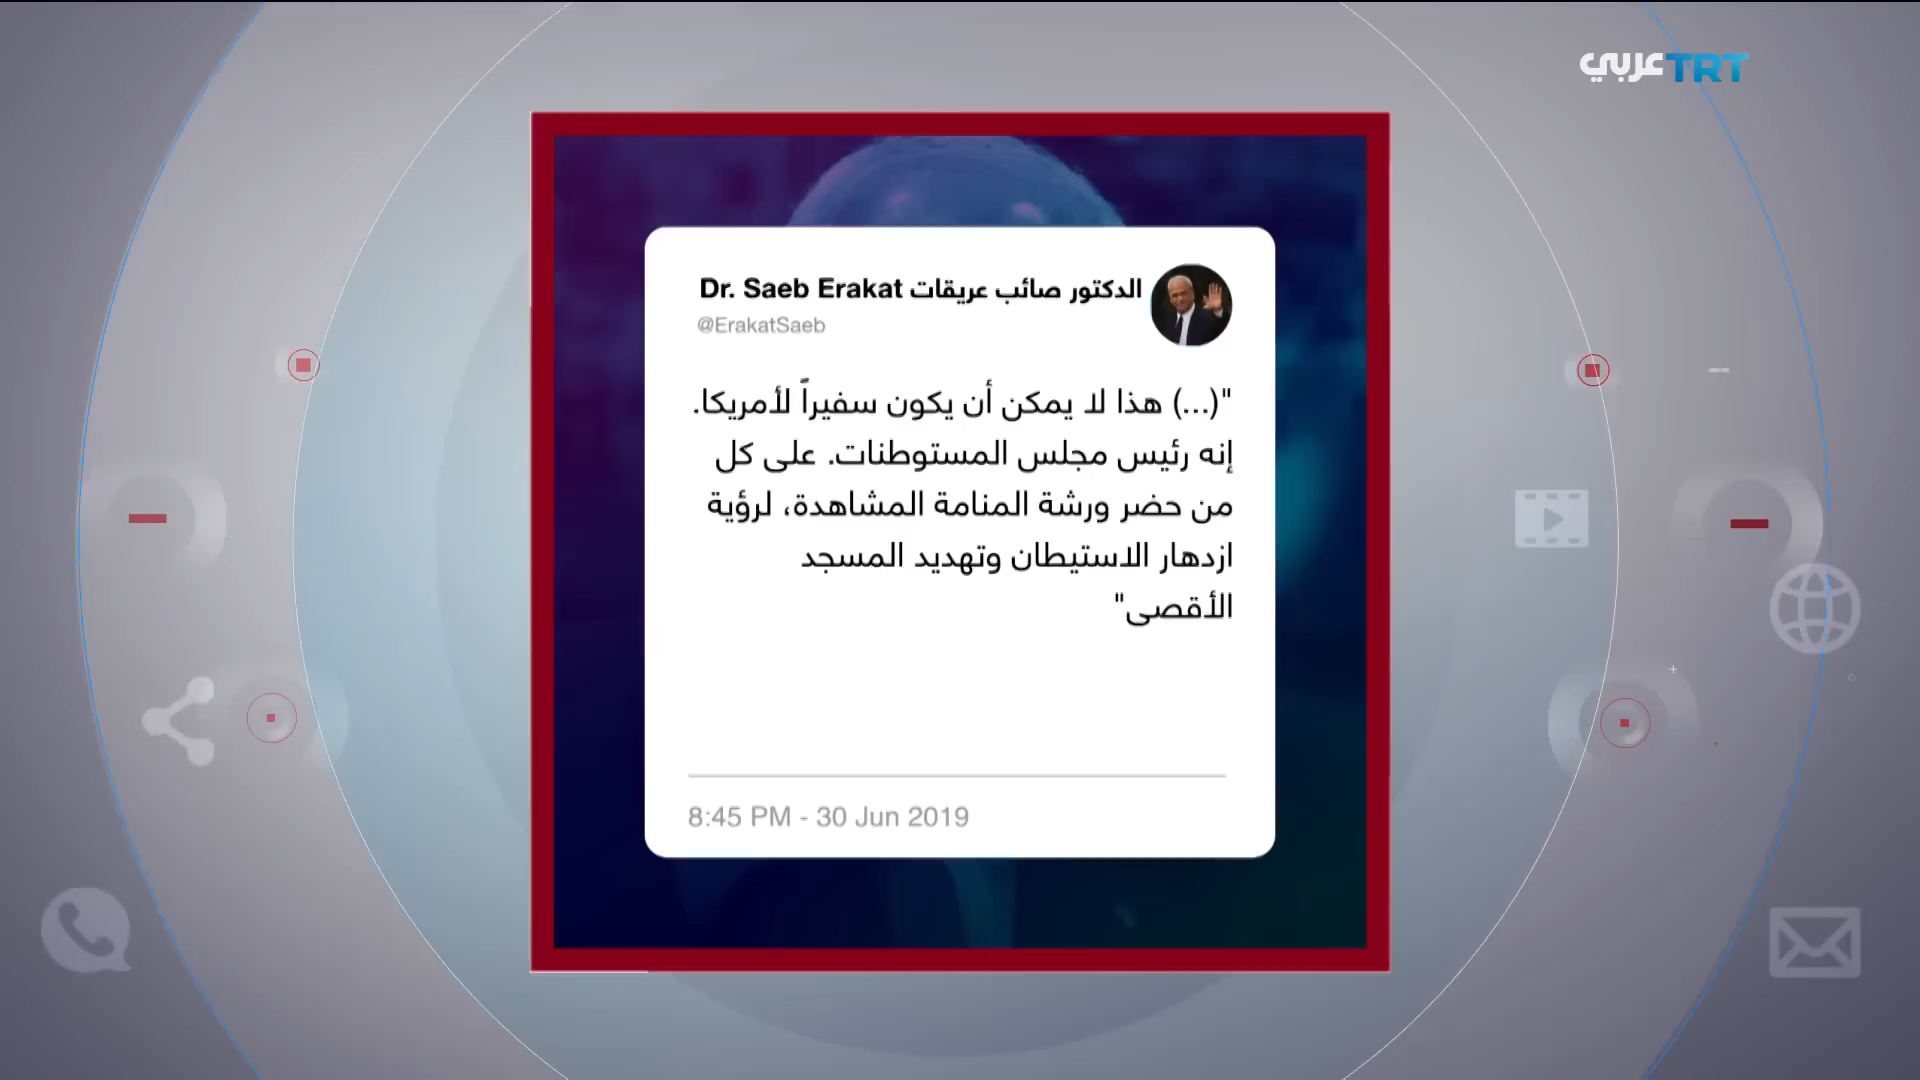 TRT عربي
Dr. Saeb Erakat الدكتور صائب عريقات
@ErakatSaeb
"(...) هذا لا يمكن أن يكون سفيراً لأمريكا.
إنه رئيس مجلس المستوطنات. على كل
من حضر ورشة المنامة المشاهدة، لرؤية
ازدهار الاستيطان وتهديد المسجد
الأقصى"
8:45 PM - 30 Jun 2019